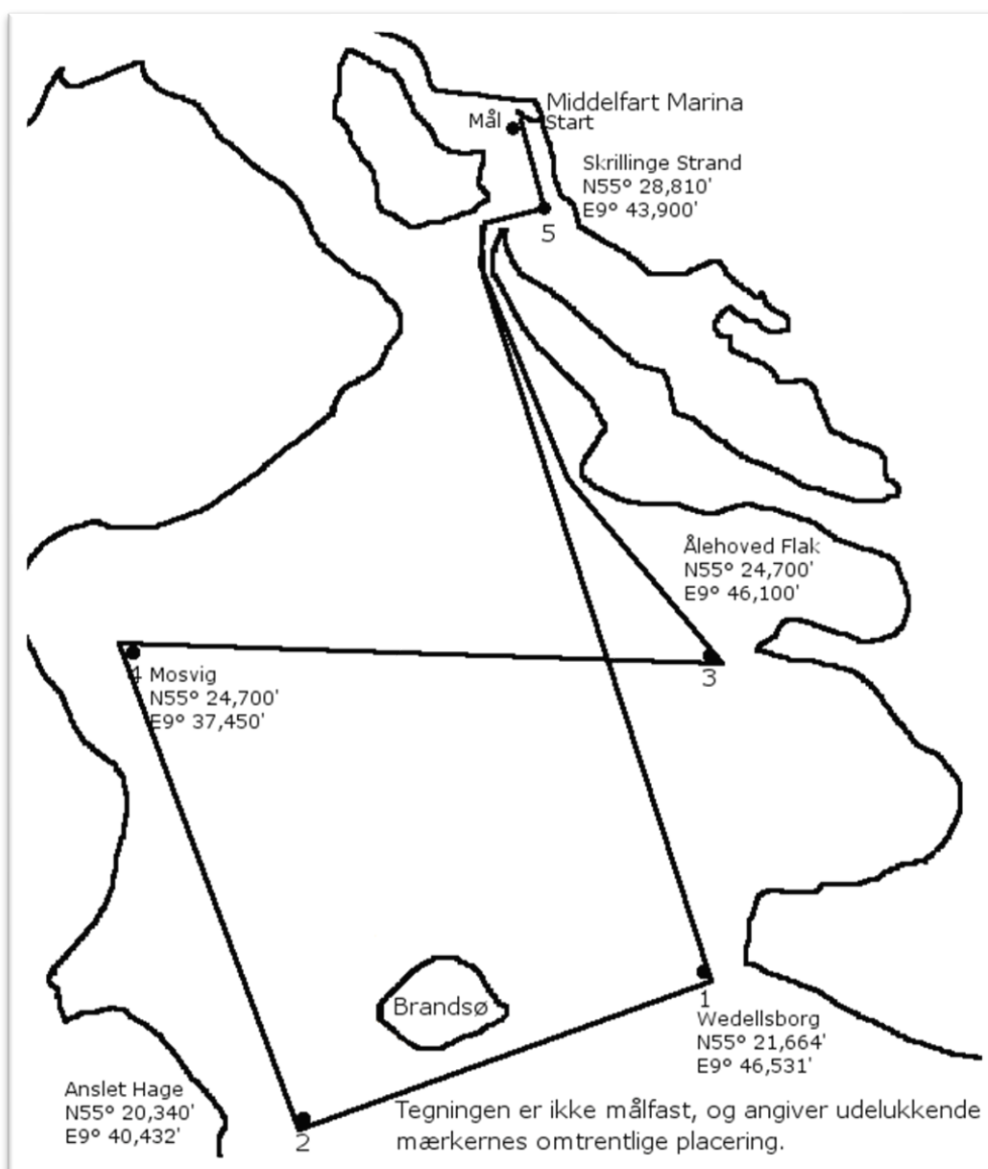 Middelfart Marina
Mål
Start
Skrillinge Strand
N55° 28,810'
E9° 43,900'
5
Ålehoved Flak
N55° 24,700'
E9° 46,100'
3
4 Mosvig
N55° 24,700'
E9° 37,450'
Brandsø
1
Wedellsborg
N55° 21,664'
E9° 46,531'
Anslet Hage
N55° 20,340'
E9° 40,432'
2
Tegningen er ikke målfast, og angiver udelukkende
mærkernes omtrentlige placering.